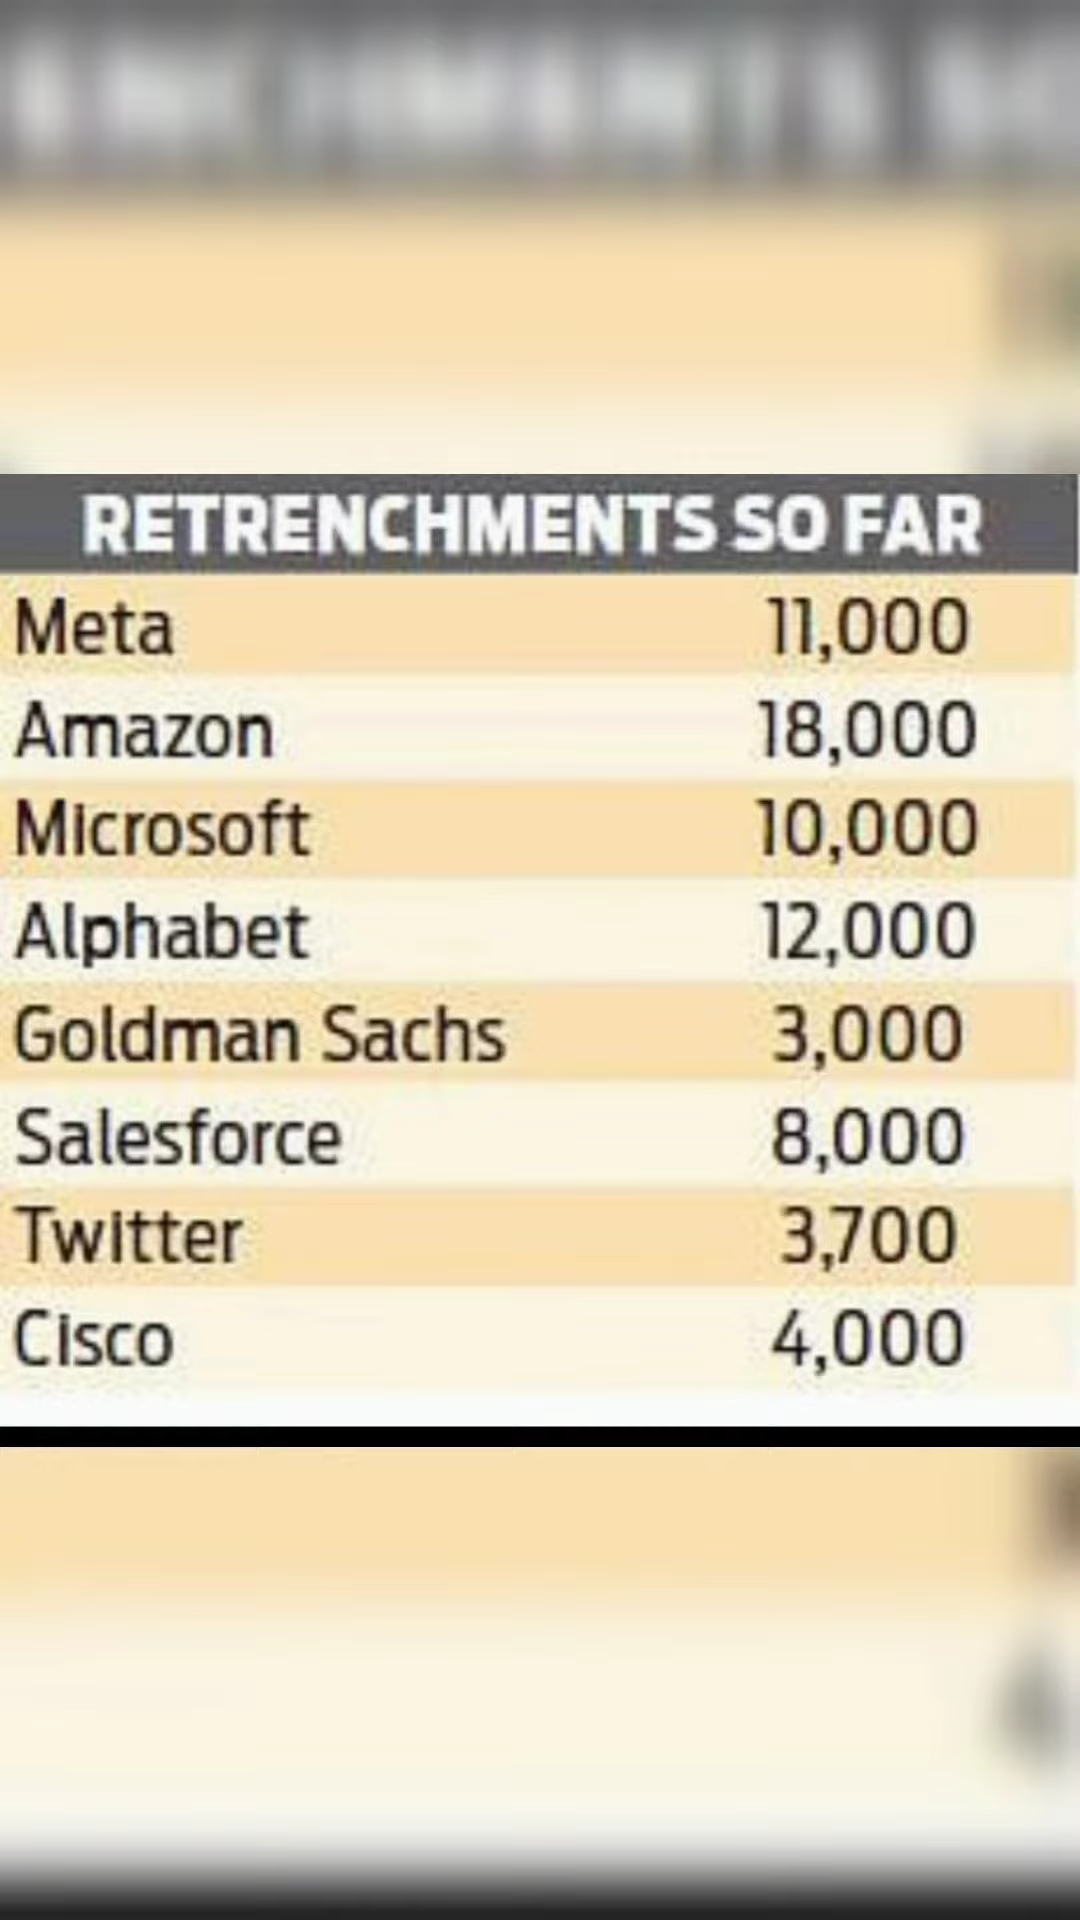 RETRENCHMENTS SO FAR
Meta 11,000
Amazon 18,000
Microsoft 10,000
Alphabet 12,000
Goldman Sachs 3,000
Salesforce 8,000
Twitter 3,700
Cisco 4,000